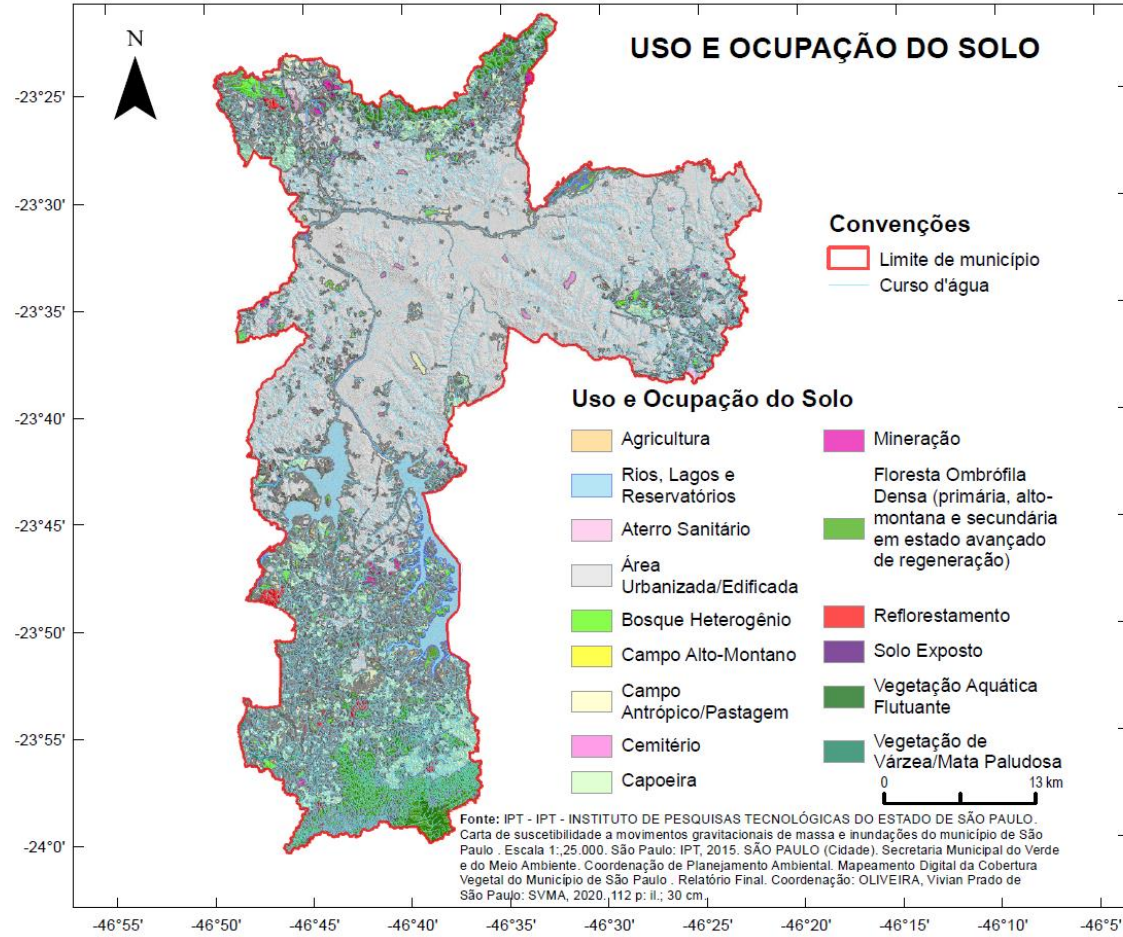 USO E OCUPAÇÃO DO SOLO
N
-23°25'
-23°30'
-23°35'
-23°40'
-23°45'
-23°50'
-23°55'
-24°0'
Convenções
Limite de município
Curso d'água
Uso e Ocupação do Solo
Agricultura
Rios, Lagos e
Reservatórios
Aterro Sanitário
Área
Urbanizada/Edificada
Bosque Heterogênio
Campo Alto-Montano
Campo
Antrópico/Pastagem
Cemitério
Capoeira
Mineração
Floresta Ombrófila
Densa (primária, alto-
montana e secundária
em estado avançado
de regeneração)
Reflorestamento
Solo Exposto
Vegetação Aquática
Flutuante
Vegetação de
Várzea/Mata Paludosa
0 13 km
Fonte: IPT - IPT - INSTITUTO DE PESQUISAS TECNOLÓGICAS DO ESTADO DE SÃO PAULO.
Carta de suscetibilidade a movimentos gravitacionais de massa e inundações do município de São
Paulo . Escala 1:,25.000. São Paulo: IPT, 2015. SÃO PAULO (Cidade). Secretaria Municipal do Verde
e do Meio Ambiente. Coordenação de Planejamento Ambiental. Mapeamento Digital da Cobertura
Vegetal do Município de São Paulo . Relatório Final. Coordenação: OLIVEIRA, Vivian Prado de
São Paulo: SVMA, 2020. 112 p: il.; 30 cm.
-46°55' -46°50' -46°45' -46°40' -46°35' -46°30' -46°25' -46°20' -46°15' -46°10' -46°5'